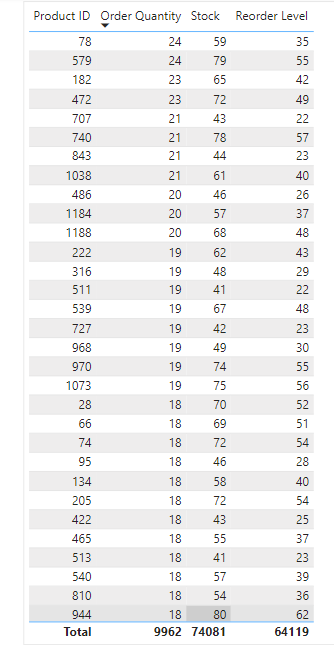 Product ID Order Quantity Stock Reorder Level
78 24 59 35
579 24 79 55
182 23 65 42
472 23 72 49
707 21 43 22
740 21 78 57
843 21 44 23
1038 21 61 40
486 20 46 26
1184 20 57 37
1188 20 68 48
222 19 62 43
316 19 48 29
511 19 41 22
539 19 67 48
727 19 42 23
968 19 49 30
970 19 74 55
1073 19 75 56
28 18 70 52
66 18 69 51
74 18 72 54
95 18 46 28
134 18 58 40
205 18 72 54
422 18 43 25
465 18 55 37
513 18 41 23
540 18 57 39
810 18 54 36
944 18 80 62
Total 9962 74081 64119